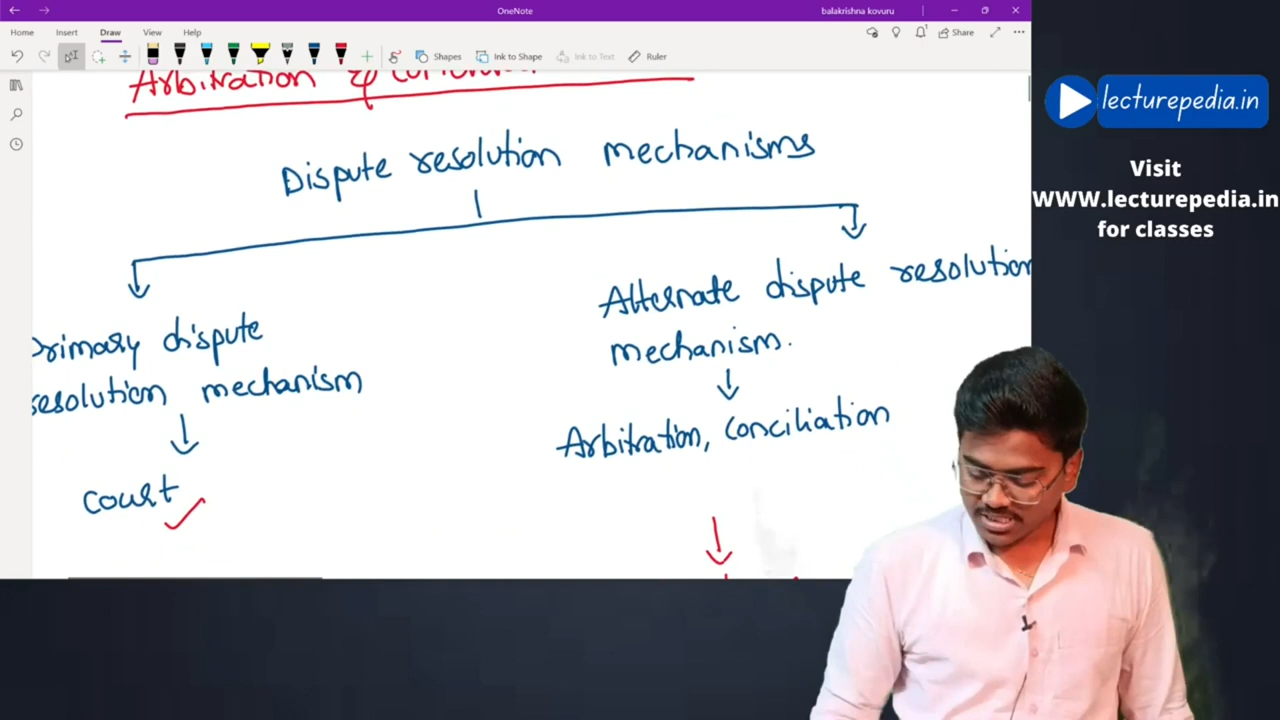 OneNote
balakrishna kovuru
Home Insert Draw View Help
Share
Shapes Ink to Shape Ink to Text Ruler
Arbitration &
Dispute resolution mechanisms
Primary dispute
resolution mechanism
Court
Alternate dispute resolution
mechanism.
Arbitration, conciliation
lecturepedia.in
Visit
WWW.lecturepedia.in
for classes